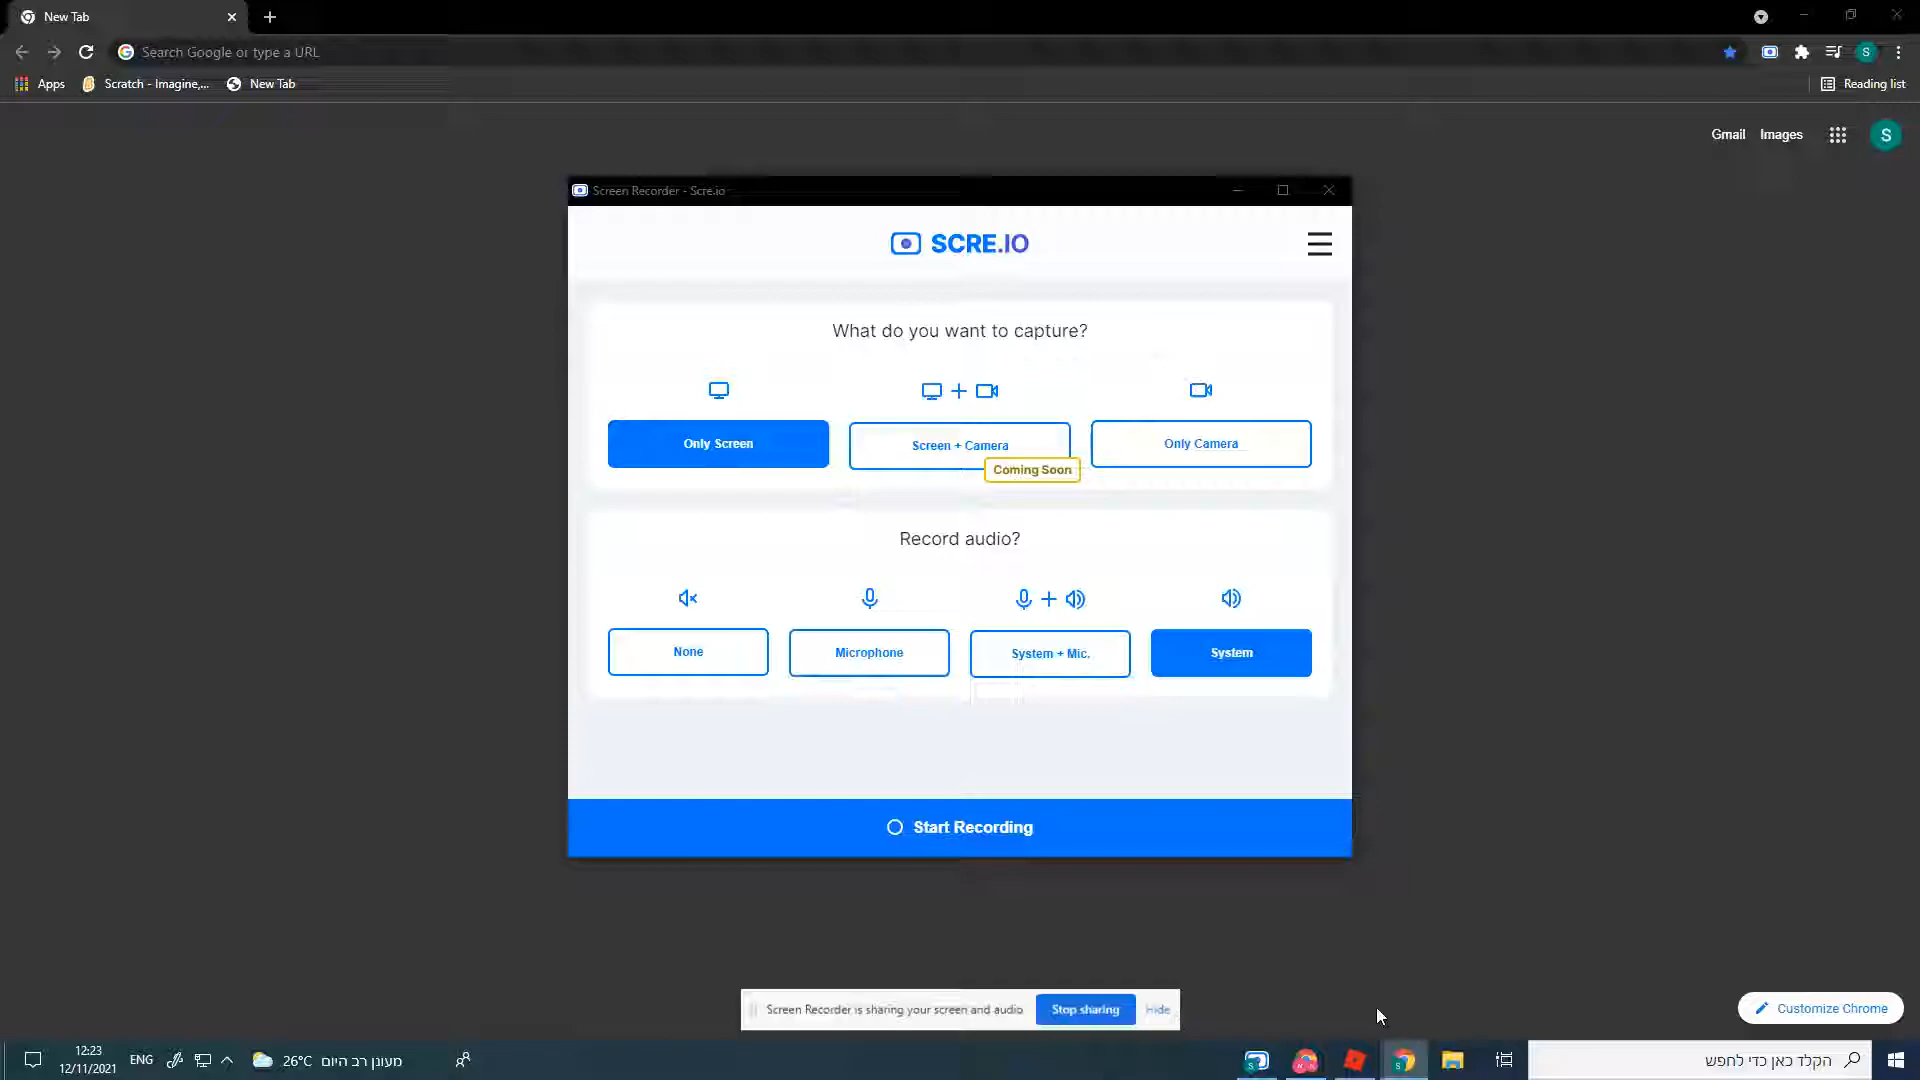 New Tab
Search Google or type a URL
S
Apps
Scratch - Imagine,...
New Tab
Reading list
Gmail
Images
S
Screen Recorder - Scre.io
SCRE.IO
What do you want to capture?
Only Screen
Screen + Camera
Coming Soon
Only Camera
Record audio?
None
Microphone
System + Mic.
System
Start Recording
Screen Recorder is sharing your screen and audio
Stop sharing
Hide
Customize Chrome
12:23
12/11/2021
ENG
26°C
מעונן רב היום
הקלד כאן כדי לחפש